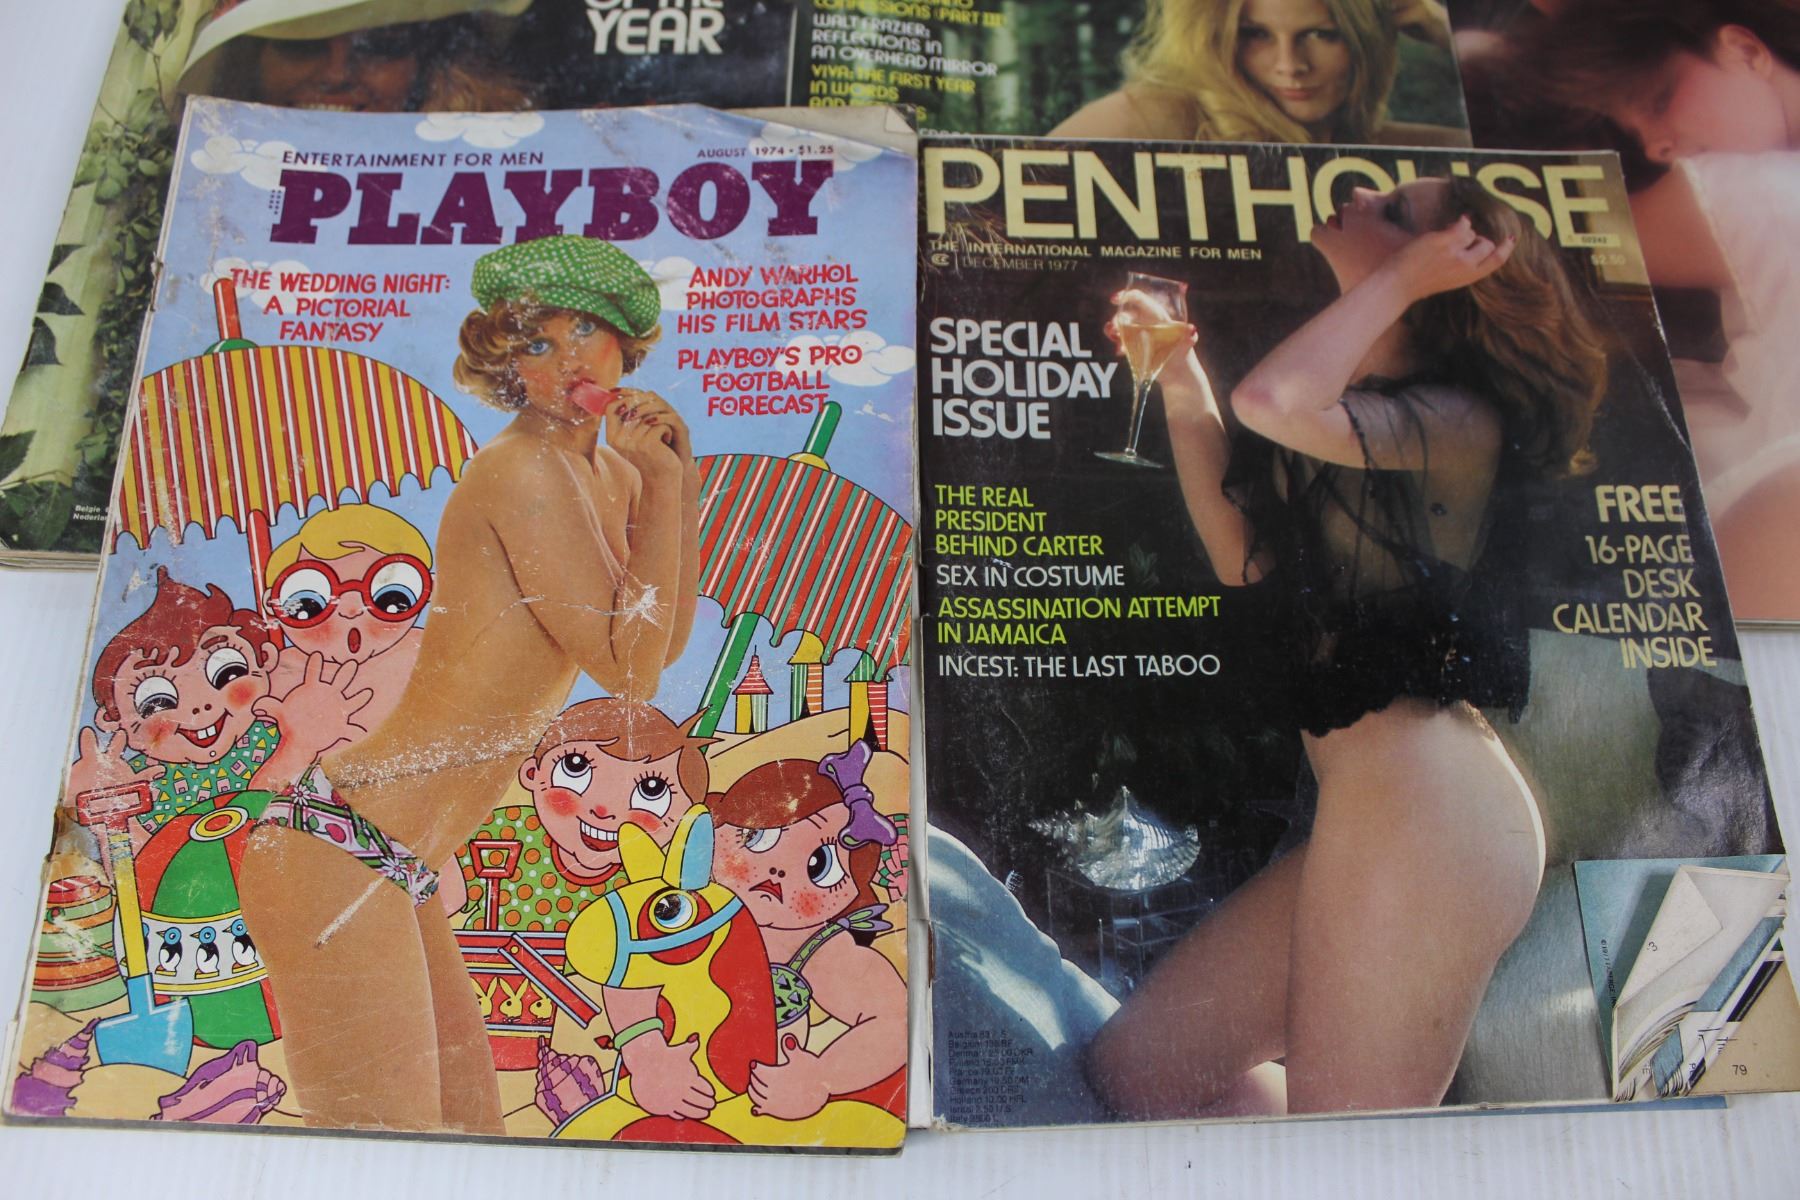 OF THE
YEAR
CONFESSIONS (PART III)
WALT FRAZIER:
REFLECTIONS IN
AN OVERHEAD MIRROR
VIVA: THE FIRST YEAR
IN WORDS
AND
ENTERTAINMENT FOR MEN
AUGUST 1974 • $1.25
PLAYBOY
THE WEDDING NIGHT:
A PICTORIAL
FANTASY
ANDY WARHOL
PHOTOGRAPHS
HIS FILM STARS
PLAYBOY'S PRO
FOOTBALL
FORECAST
Belgie
PENTHOUSE
THE INTERNATIONAL MAGAZINE FOR MEN
DECEMBER 1977
02242
$2.50
SPECIAL
HOLIDAY
ISSUE
THE REAL
PRESIDENT
BEHIND CARTER
SEX IN COSTUME
ASSASSINATION ATTEMPT
IN JAMAICA
INCEST: THE LAST TABOO
FREE
16-PAGE
DESK
CALENDAR
INSIDE
79